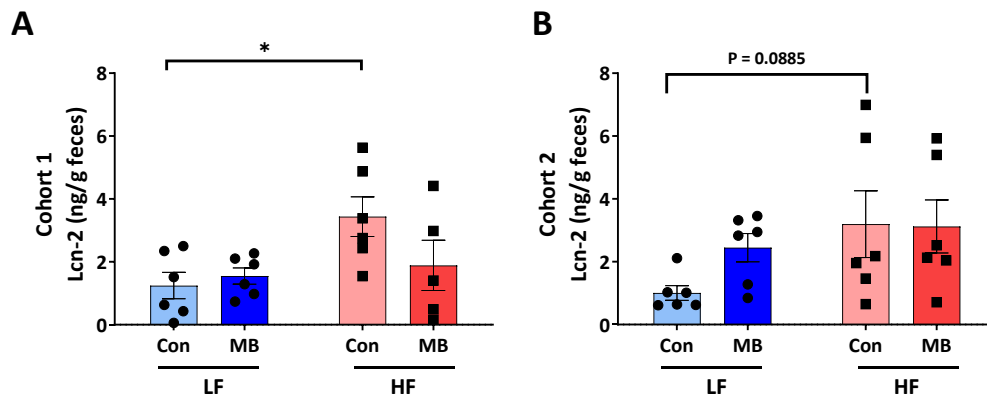 A
Cohort 1
Lcn-2 (ng/g feces)
8
6
4
2
0
*
Con
MB
Con
MB
LF
HF
B
Cohort 2
Lcn-2 (ng/g feces)
8
6
4
2
0
P = 0.0885
Con
MB
Con
MB
LF
HF